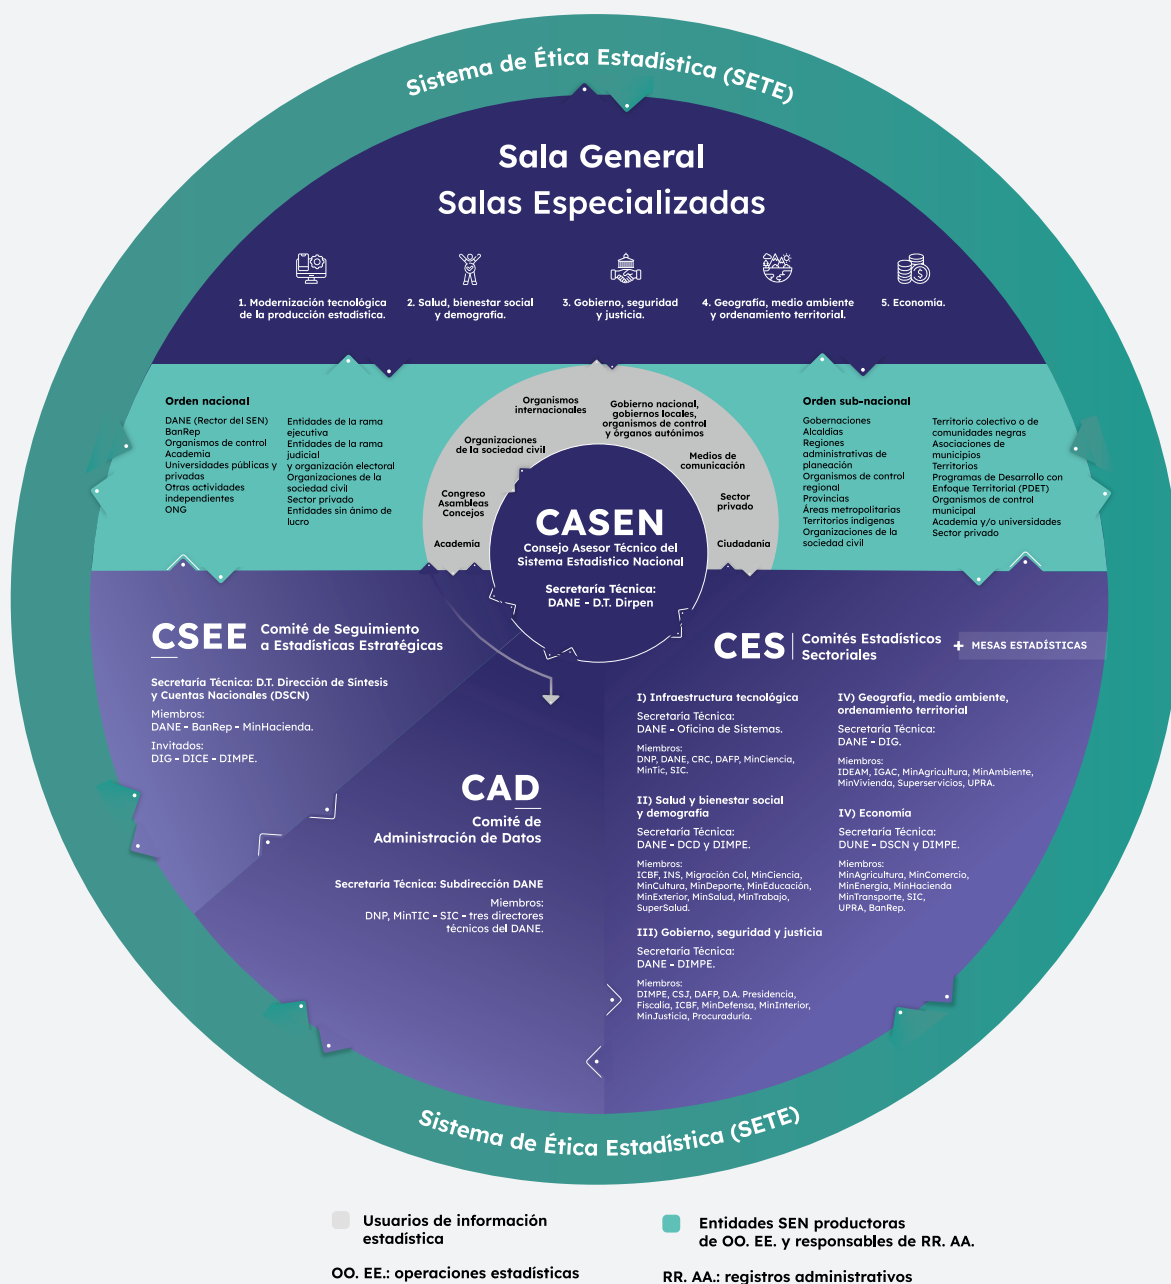 Sistema de Ética Estadística (SETE)
Sala General
Salas Especializadas
1. Modernización tecnológica
de la producción estadística.
2. Salud, bienestar social
y demografía.
3. Gobierno, seguridad
y justicia.
4. Geografía, medio ambiente
y ordenamiento territorial.
5. Economía.
Orden nacional
DANE (Rector del SEN)
BanRep
Organismos de control
Academia
Universidades públicas y
privadas
Otras actividades
independientes
ONG
Entidades de la rama
ejecutiva
Entidades de la rama
judicial
y organización electoral
Organizaciones de la
sociedad civil
Sector privado
Entidades sin ánimo de
lucro
Organismos
internacionales
Gobierno nacional,
gobiernos locales,
organismos de control
y órganos autónimos
Organizaciones
de la sociedad civil
Medios de
comunicación
Congreso
Asambleas
Concejos
Sector
privado
Academía
Ciudadanía
CASEN
Consejo Asesor Técnico del
Sistema Estadístico Nacional
Secretaría Técnica:
DANE - D.T. Dirpen
Orden sub-nacional
Gobernaciones
Alcaldías
Regiones
administrativas de
planeación
Organismos de control
regional
Provincias
Áreas metropolitarias
Territorios indígenas
Organizaciones de la
sociedad civil
Territorio colectivo o de
comunidades negras
Asociaciones de
municipios
Territorios
Programas de Desarrollo con
Enfoque Territorial (PDET)
Organismos de control
municipal
Academia y/o universidades
Sector privado
CSEE
Comité de Seguimiento
a Estadísticas Estratégicas
Secretaria Técnica: D.T. Dirección de Síntesis
y Cuentas Nacionales (DSCN)
Miembros:
DANE - BanRep - MinHacienda.
Invitados:
DIG - DICE - DIMPE.
CAD
Comité de
Administración de Datos
Secretaría Técnica: Subdirección DANE
Miembros:
DNP, MinTIC - SIC - tres directores
técnicos del DANE.
CES
Comités Estadísticos
Sectoriales
+ MESAS ESTADÍSTICAS
I) Infraestructura tecnológica
Secretaría Técnica:
DANE - Oficina de Sistemas.
Miembros:
DNP, DANE, CRC, DAFP, MinCiencia,
MinTic, SIC.
II) Salud y bienestar social
y demografía
Secretaría Técnica:
DANE - DCD y DIMPE.
Miembros:
ICBF, INS, Migración Col, MinCiencia,
MinCultura, MinDeporte, MinEducación,
MinExterior, MinSalud, MinTrabajo,
SuperSalud.
III) Gobierno, seguridad y justicia
Secretaría Técnica:
DANE - DIMPE.
Miembros:
DIMPE, CSJ, DAFP, D.A. Presidencia,
Fiscalía, ICBF, MinDefensa, MinInterior,
MinJusticia, Procuraduría.
IV) Geografía, medio ambiente,
ordenamiento territorial
Secretaría Técnica:
DANE - DIG.
Miembros:
IDEAM, IGAC, MinAgricultura, MinAmbiente,
MinVivienda, Superservicios, UPRA.
IV) Economía
Secretaría Técnica:
DUNE - DSCN y DIMPE.
Miembros:
MinAgricultura, MinComercio,
MinEnergía, MinHacienda
MinTransporte, SIC,
UPRA, BanRep.
Sistema de Ética Estadística (SETE)
Usuarios de información
estadística
Entidades SEN productoras
de OO. EE. y responsables de RR. AA.
OO. EE.: operaciones estadísticas
RR. AA.: registros administrativos